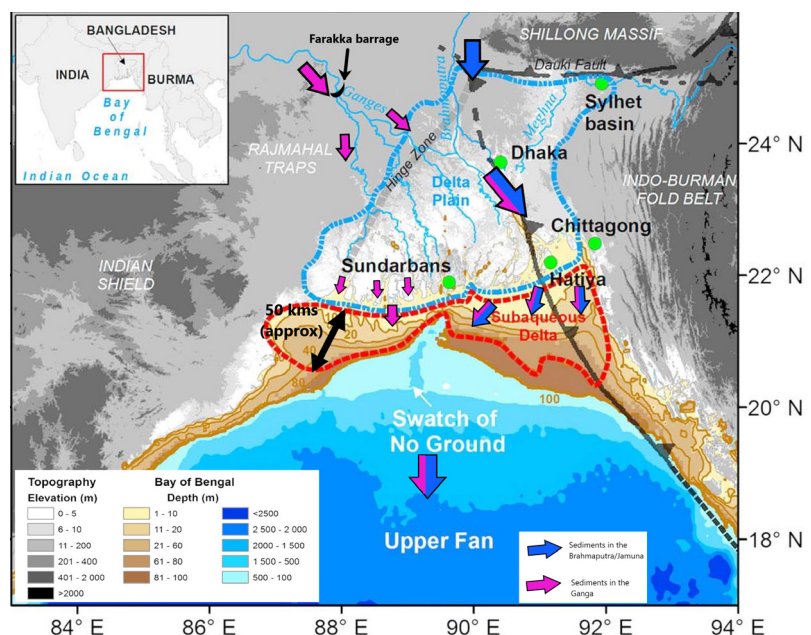 BANGLADESH
INDIA
BURMA
Bay
of
Bengal
Indian Ocean
Farakka barrage
SHILLONG MASSIF
Dauki Fault
Sylhet
basin
Ganges
Brahmaputra
Meghna
24° N
RAJMAHAL
TRAPS
Hinge Zone
Dhaka
Delta
Plain
INDO-BURMAN
FOLD BELT
Chittagong
INDIAN
SHIELD
Sundarbans
Hatiya
22° N
50 kms
(approx)
Subaqueous
Delta
20
40
80
100
20° N
Swatch of
No Ground
Upper Fan
18° N
Topography
Elevation (m)
0 - 5
6 - 10
11 - 200
201 - 400
401 - 2 000
>2000
Bay of Bengal
Depth (m)
1 - 10
11 - 20
21 - 60
61 - 80
81 - 100
<2500
2 500 - 2 000
2000 - 1 500
1 500 - 500
500 - 100
Sediments in the
Brahmaputra/Jamuna
Sediments in the
Ganga
84° E
86° E
88° E
90° E
92° E
94° E